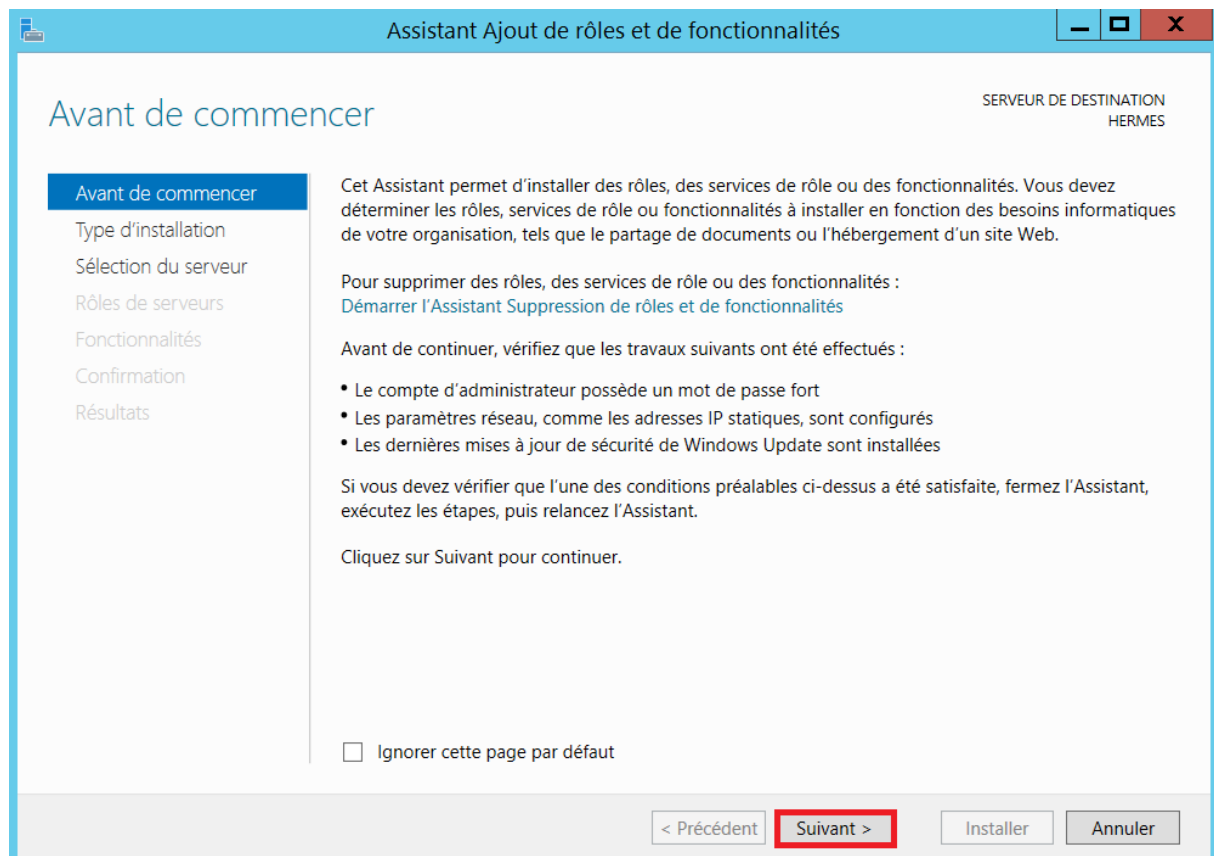 Assistant Ajout de rôles et de fonctionnalités
X
Avant de commencer
SERVEUR DE DESTINATION
HERMES
Avant de commencer
Type d'installation
Sélection du serveur
Rôles de serveurs
Fonctionnalités
Confirmation
Résultats
Cet Assistant permet d'installer des rôles, des services de rôle ou des fonctionnalités. Vous devez
déterminer les rôles, services de rôle ou fonctionnalités à installer en fonction des besoins informatiques
de votre organisation, tels que le partage de documents ou l'hébergement d'un site Web.
Pour supprimer des rôles, des services de rôle ou des fonctionnalités :
Démarrer l'Assistant Suppression de rôles et de fonctionnalités
Avant de continuer, vérifiez que les travaux suivants ont été effectués :
• Le compte d'administrateur possède un mot de passe fort
• Les paramètres réseau, comme les adresses IP statiques, sont configurés
• Les dernières mises à jour de sécurité de Windows Update sont installées
Si vous devez vérifier que l'une des conditions préalables ci-dessus a été satisfaite, fermez l'Assistant,
exécutez les étapes, puis relancez l'Assistant.
Cliquez sur Suivant pour continuer.
Ignorer cette page par défaut
< Précédent
Suivant >
Installer
Annuler